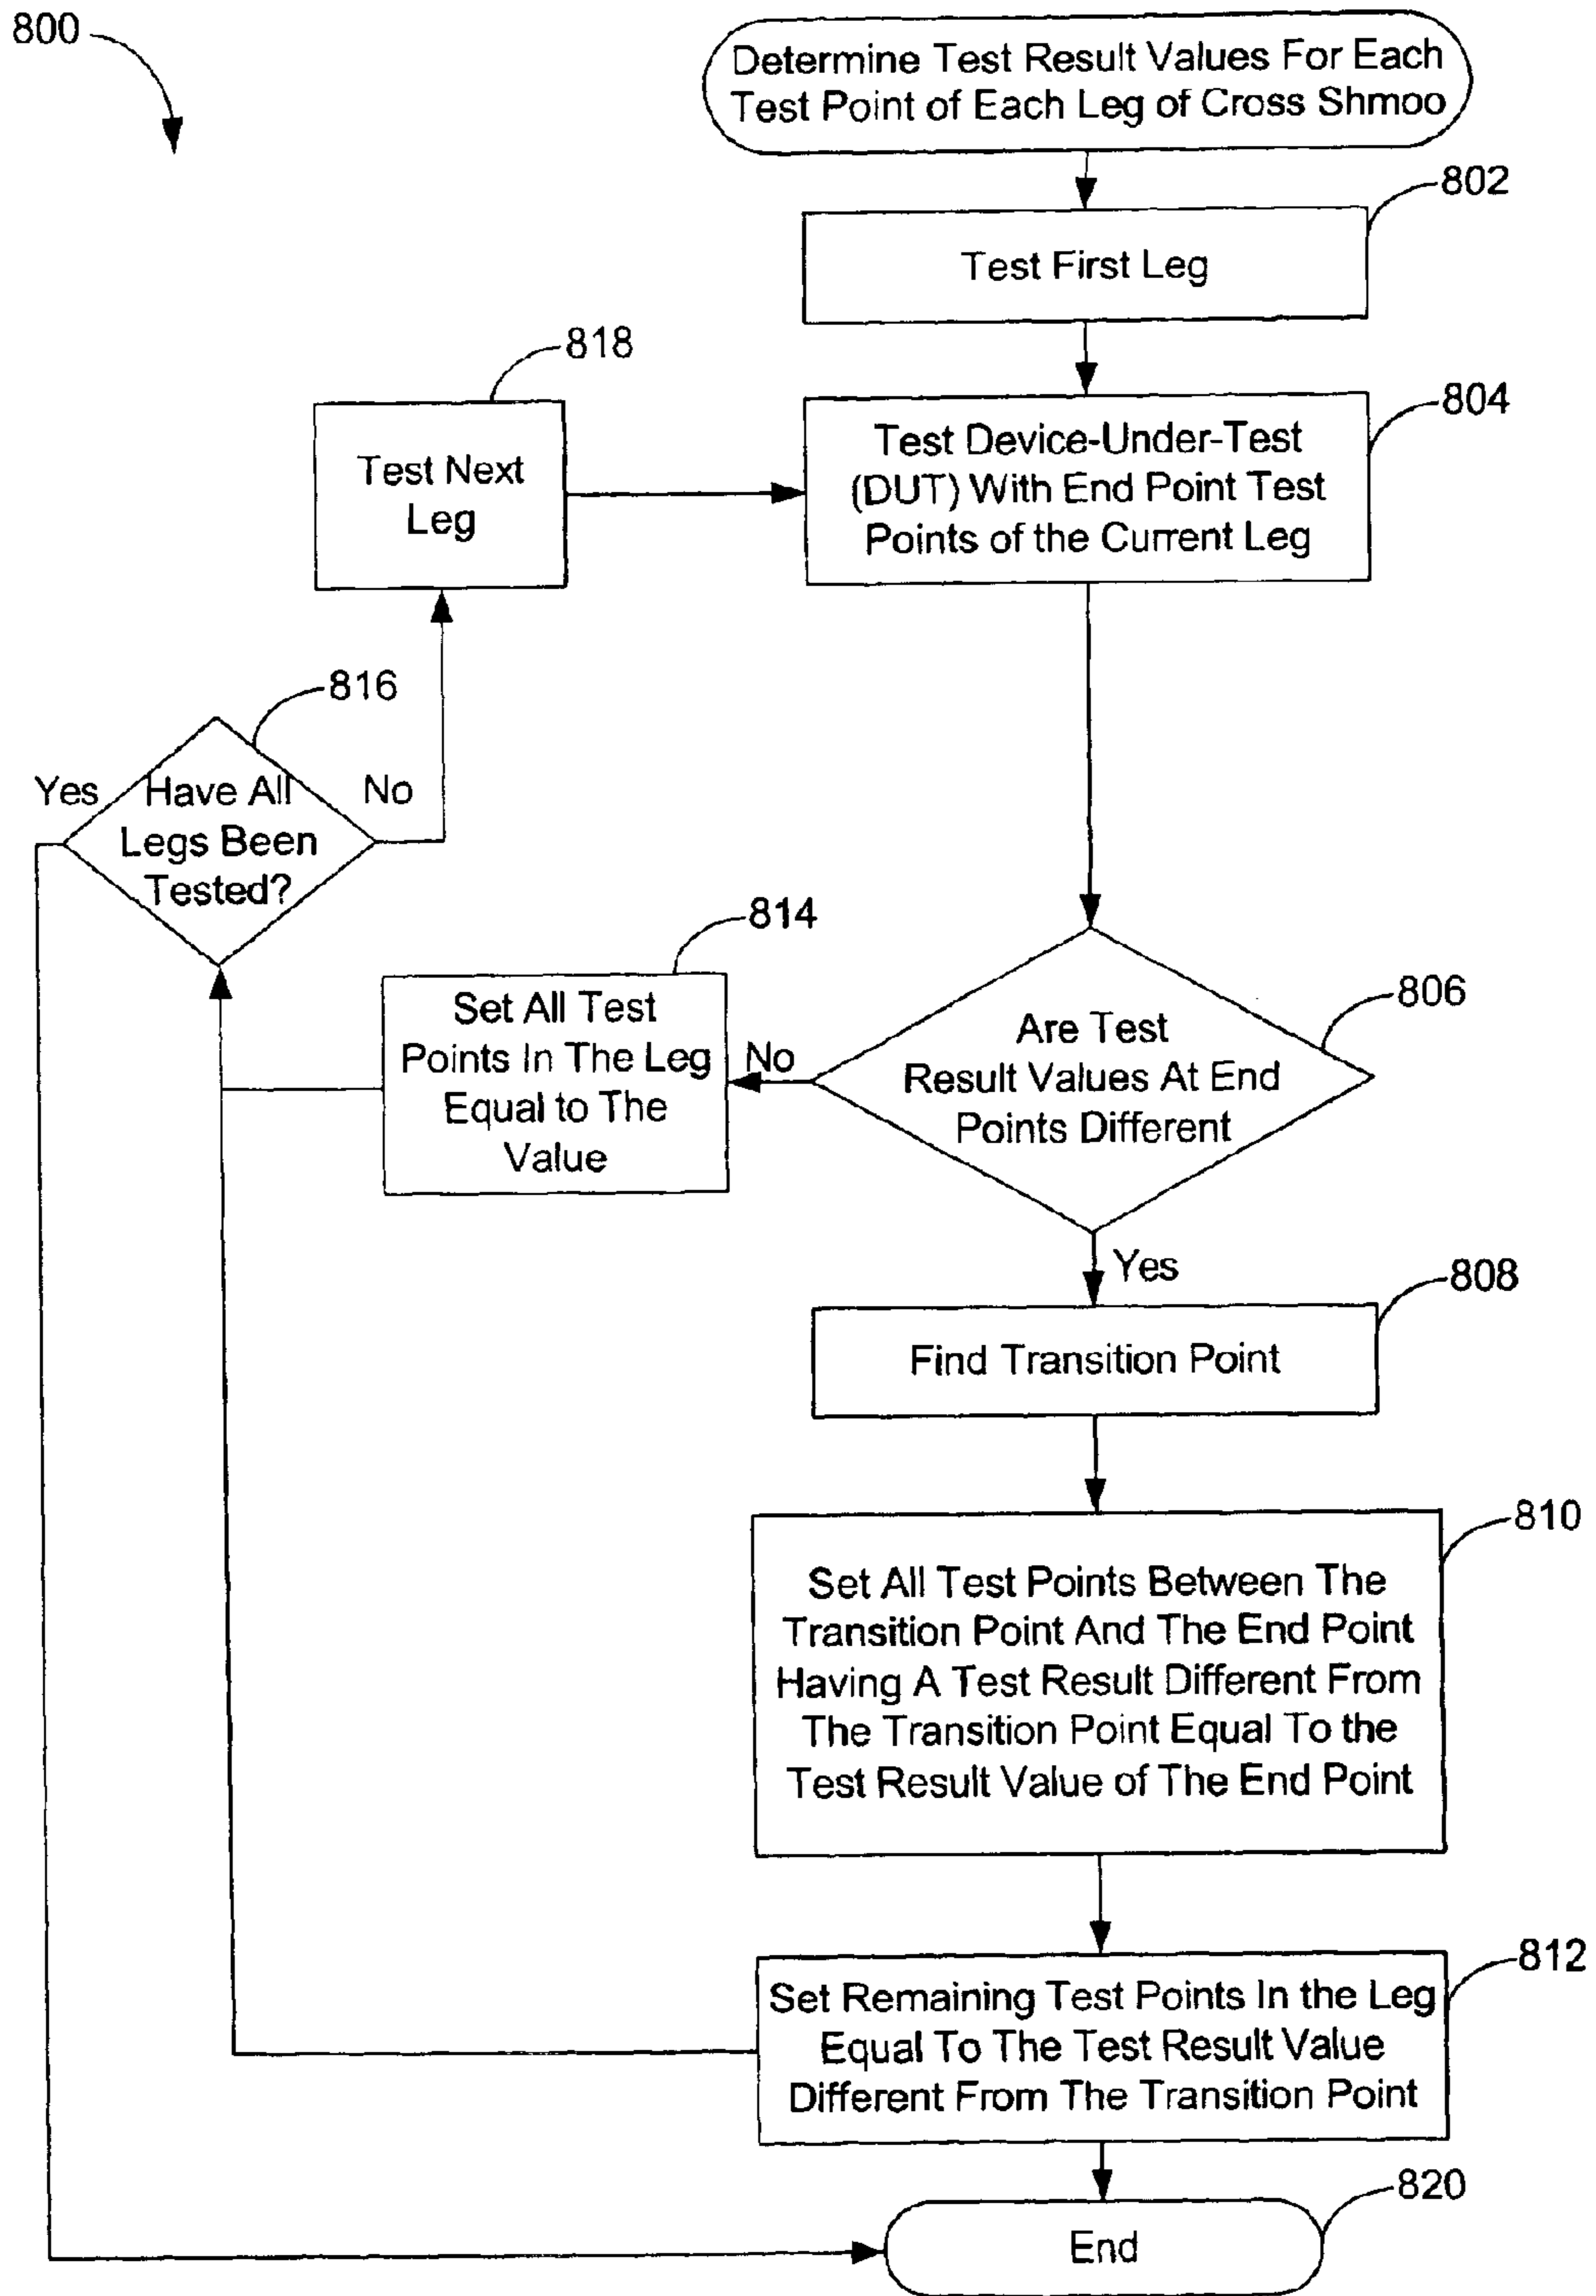 800
Determine Test Result Values For Each
Test Point of Each Leg of Cross Shmoo
802
Test First Leg
818
Test Next
Leg
804
Test Device-Under-Test
(DUT) With End Point Test
Points of the Current Leg
816
Yes
Have All
Legs Been
Tested?
No
814
Set All Test
Points In The Leg
Equal to The
Value
No
806
Are Test
Result Values At End
Points Different
Yes
808
Find Transition Point
810
Set All Test Points Between The
Transition Point And The End Point
Having A Test Result Different From
The Transition Point Equal To the
Test Result Value of The End Point
812
Set Remaining Test Points In the Leg
Equal To The Test Result Value
Different From The Transition Point
820
End